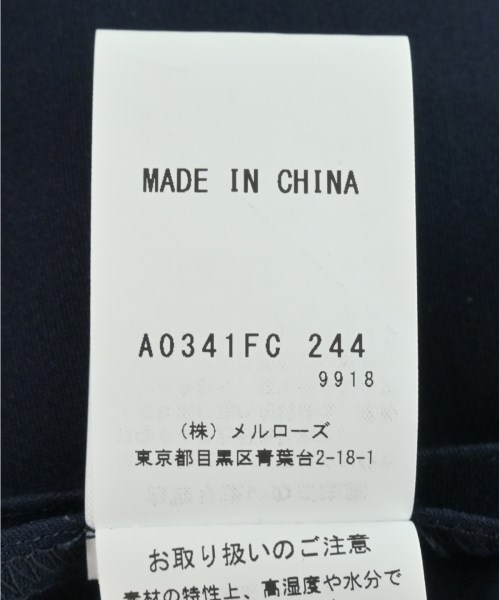 MADE IN CHINA
A0341FC 244
9918
(株) メルローズ
東京都目黒区青葉台2-18-1
お取り扱いのご注意
素材の特性上、高湿度や水分で